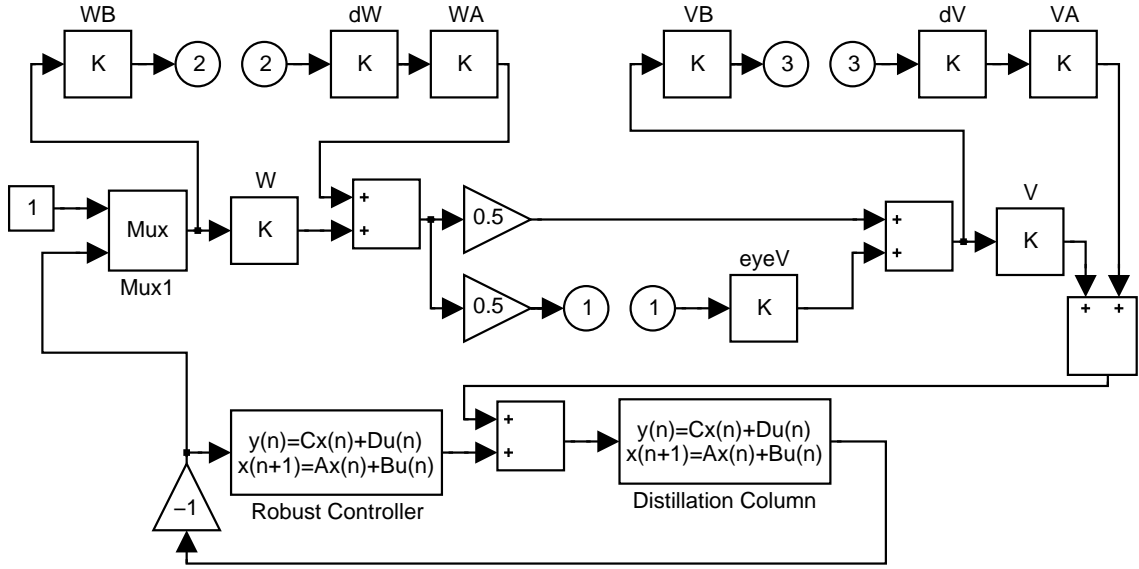 WB
dW
WA
VB
dV
VA
K
2
2
K
K
K
3
3
K
K
W
V
1
Mux
K
+
+
0.5
+
+
K
Mux1
eyeV
0.5
1
1
K
+
+
y(n)=Cx(n)+Du(n)
x(n+1)=Ax(n)+Bu(n)
+
+
y(n)=Cx(n)+Du(n)
x(n+1)=Ax(n)+Bu(n)
–1
Robust Controller
Distillation Column